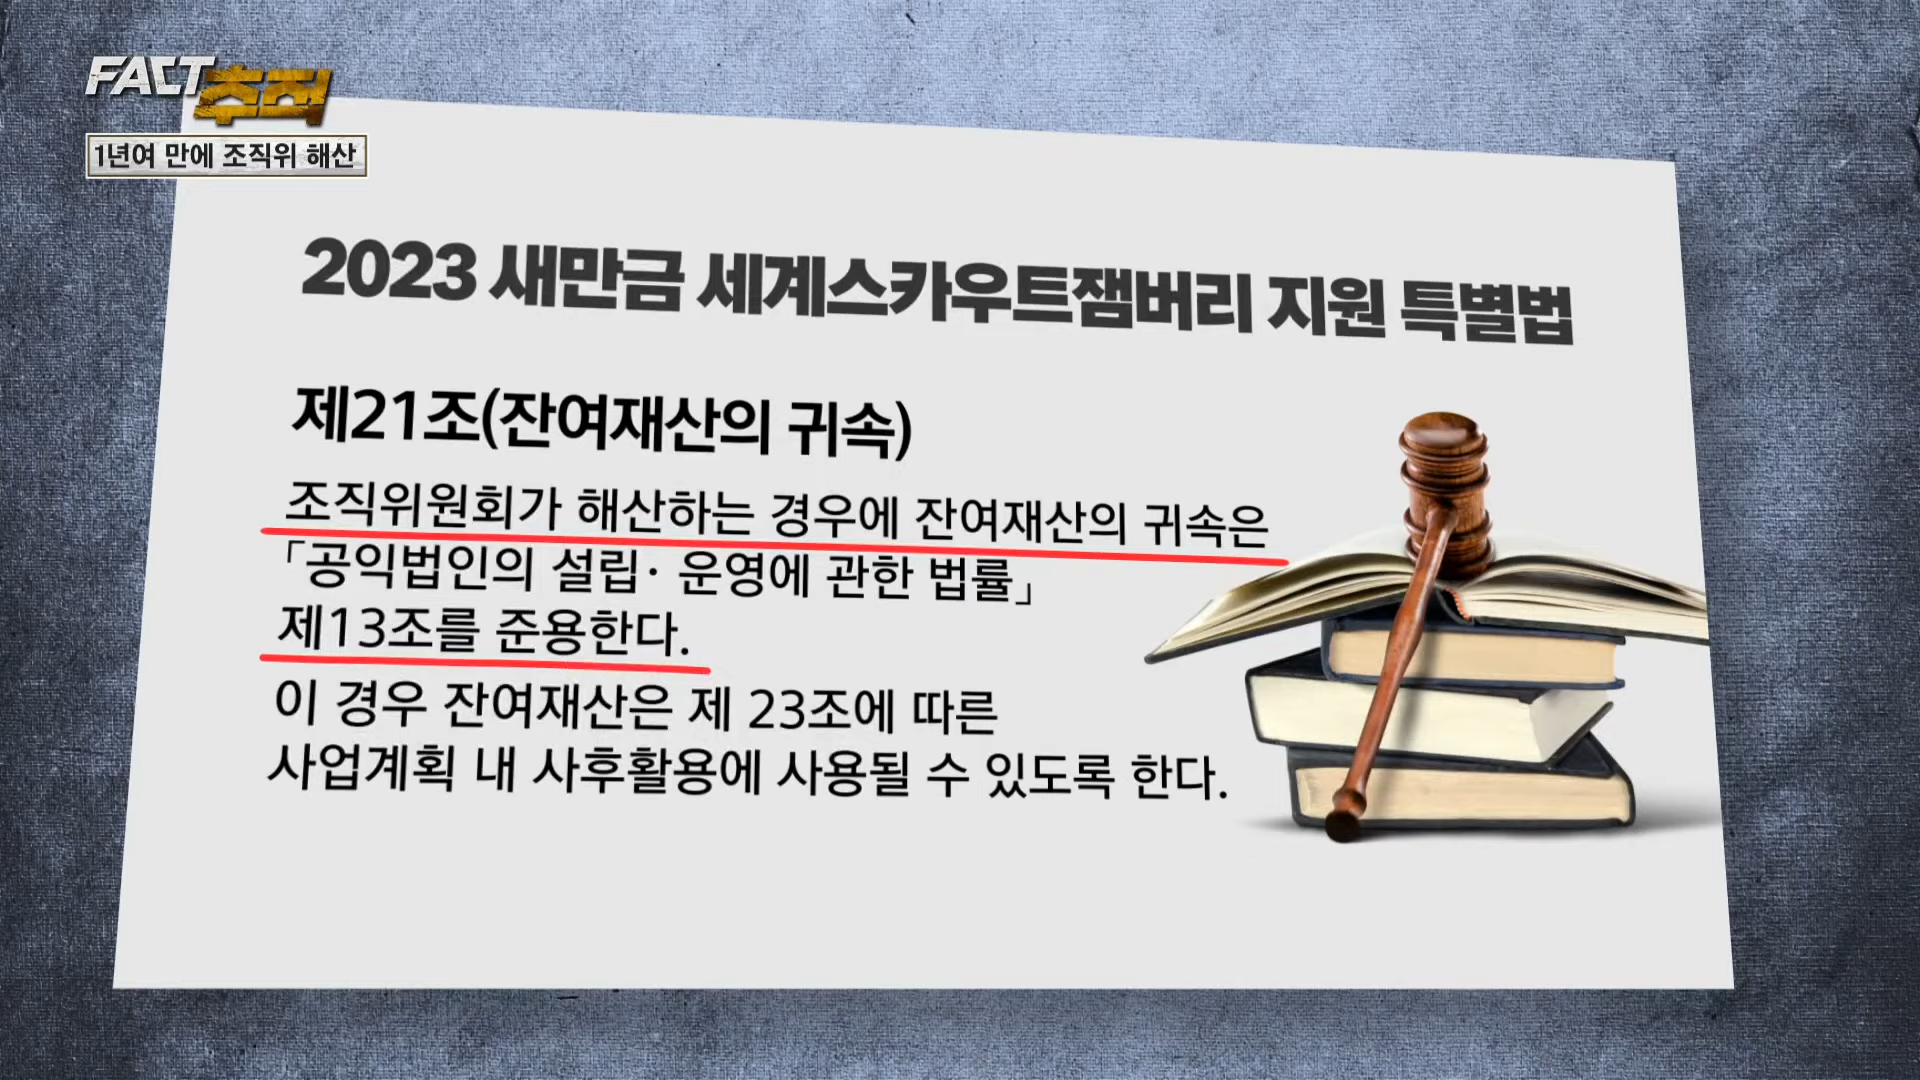 FACT추적
1년여 만에 조직위 해산
2023 새만금 세계스카우트잼버리 지원 특별법
제21조(잔여재산의 귀속)
조직위원회가 해산하는 경우에 잔여재산의 귀속은
「공익법인의 설립· 운영에 관한 법률」
제13조를 준용한다.
이 경우 잔여재산은 제 23조에 따른
사업계획 내 사후활용에 사용될 수 있도록 한다.